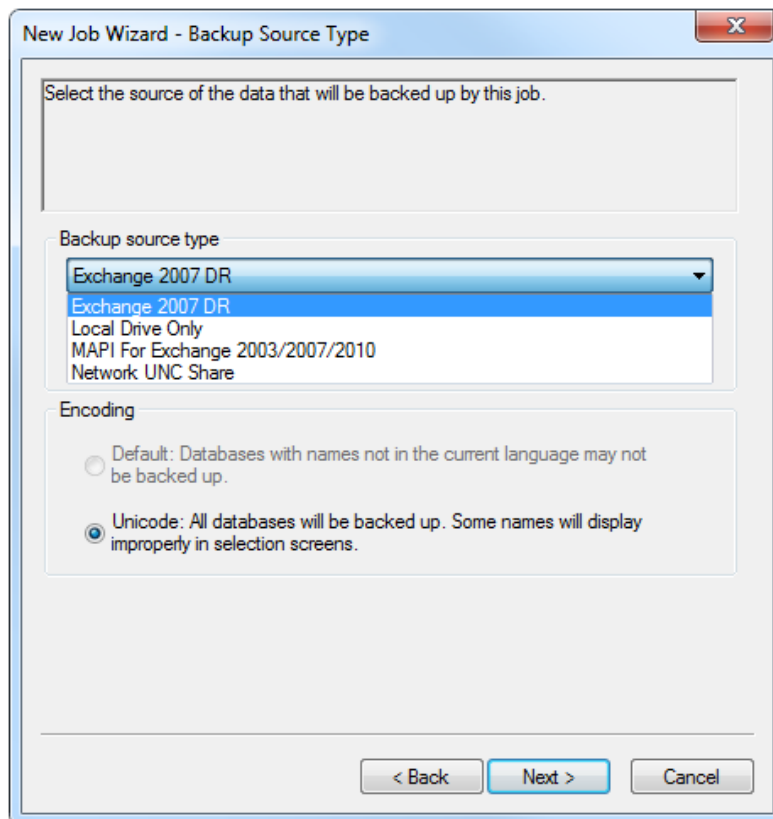 New Job Wizard - Backup Source Type
Select the source of the data that will be backed up by this job.
Backup source type
Exchange 2007 DR
Exchange 2007 DR
Local Drive Only
MAPI For Exchange 2003/2007/2010
Network UNC Share
Encoding
Default: Databases with names not in the current language may not
be backed up.
Unicode: All databases will be backed up. Some names will display
improperly in selection screens.
< Back
Next >
Cancel